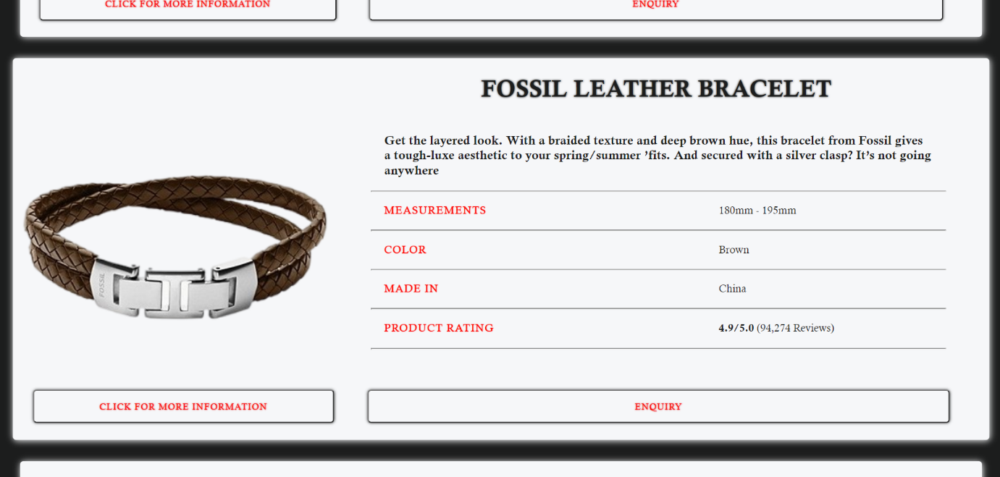 CLICK FOR MORE INFORMATION
ENQUIRY
FOSSIL LEATHER BRACELET
Get the layered look. With a braided texture and deep brown hue, this bracelet from Fossil gives
a tough-luxe aesthetic to your spring/summer ’fits. And secured with a silver clasp? It’s not going
anywhere
MEASUREMENTS 180mm - 195mm
COLOR Brown
MADE IN China
PRODUCT RATING 4.9/5.0 (94,274 Reviews)
FOSSIL
CLICK FOR MORE INFORMATION
ENQUIRY